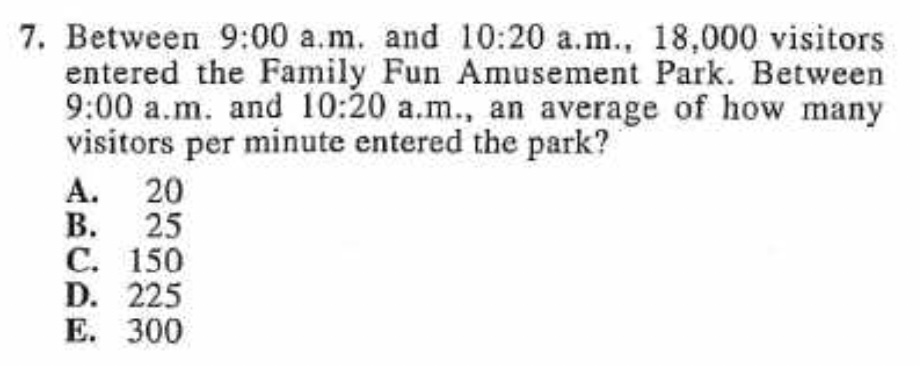 7. Between 9:00 a.m. and 10:20 a.m., 18,000 visitors
entered the Family Fun Amusement Park. Between
9:00 a.m. and 10:20 a.m., an average of how many
visitors per minute entered the park?
A. 20
B. 25
C. 150
D. 225
E. 300